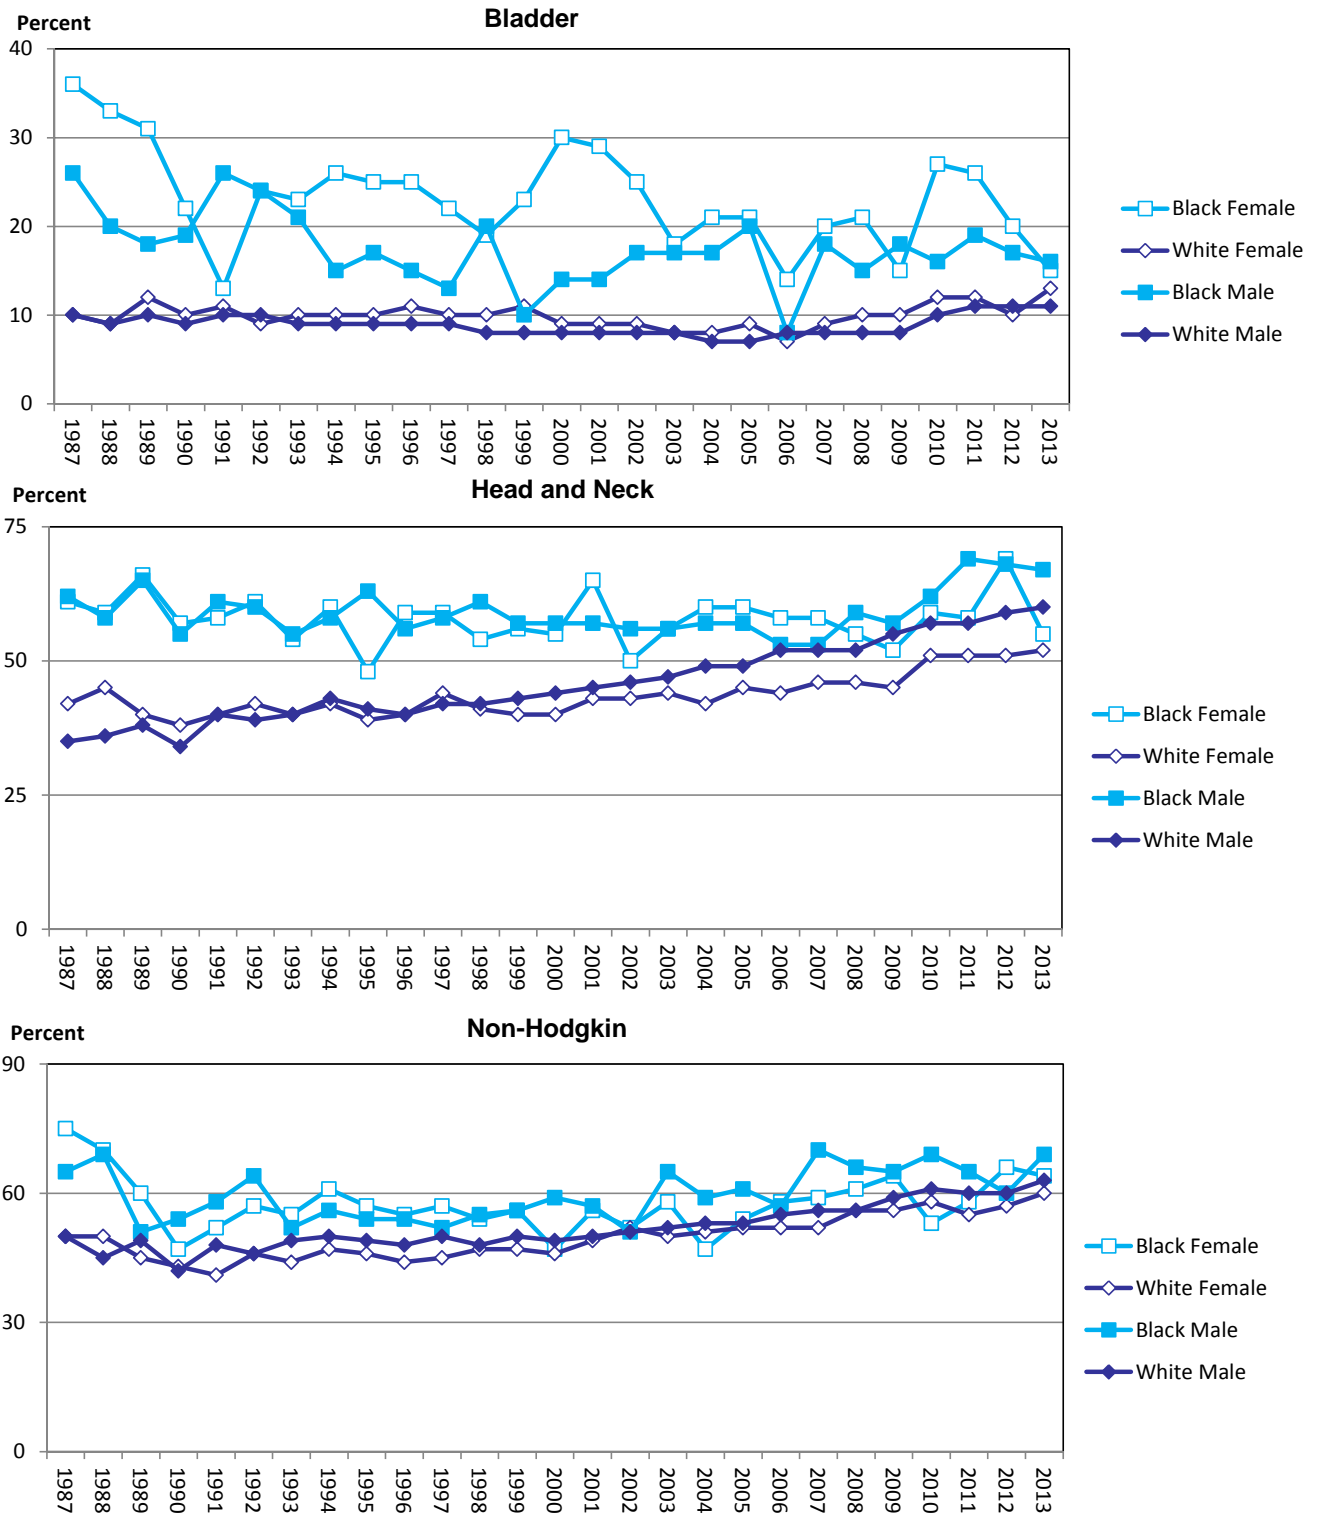 Bladder
Percent
40
30
20
10
0
1987 1988 1989 1990 1991 1992 1993 1994 1995 1996 1997 1998 1999 2000 2001 2002 2003 2004 2005 2006 2007 2008 2009 2010 2011 2012 2013
Black Female
White Female
Black Male
White Male
Head and Neck
Percent
75
50
25
0
1987 1988 1989 1990 1991 1992 1993 1994 1995 1996 1997 1998 1999 2000 2001 2002 2003 2004 2005 2006 2007 2008 2009 2010 2011 2012 2013
Black Female
White Female
Black Male
White Male
Non-Hodgkin
Percent
90
60
30
0
1987 1988 1989 1990 1991 1992 1993 1994 1995 1996 1997 1998 1999 2000 2001 2002 2003 2004 2005 2006 2007 2008 2009 2010 2011 2012 2013
Black Female
White Female
Black Male
White Male